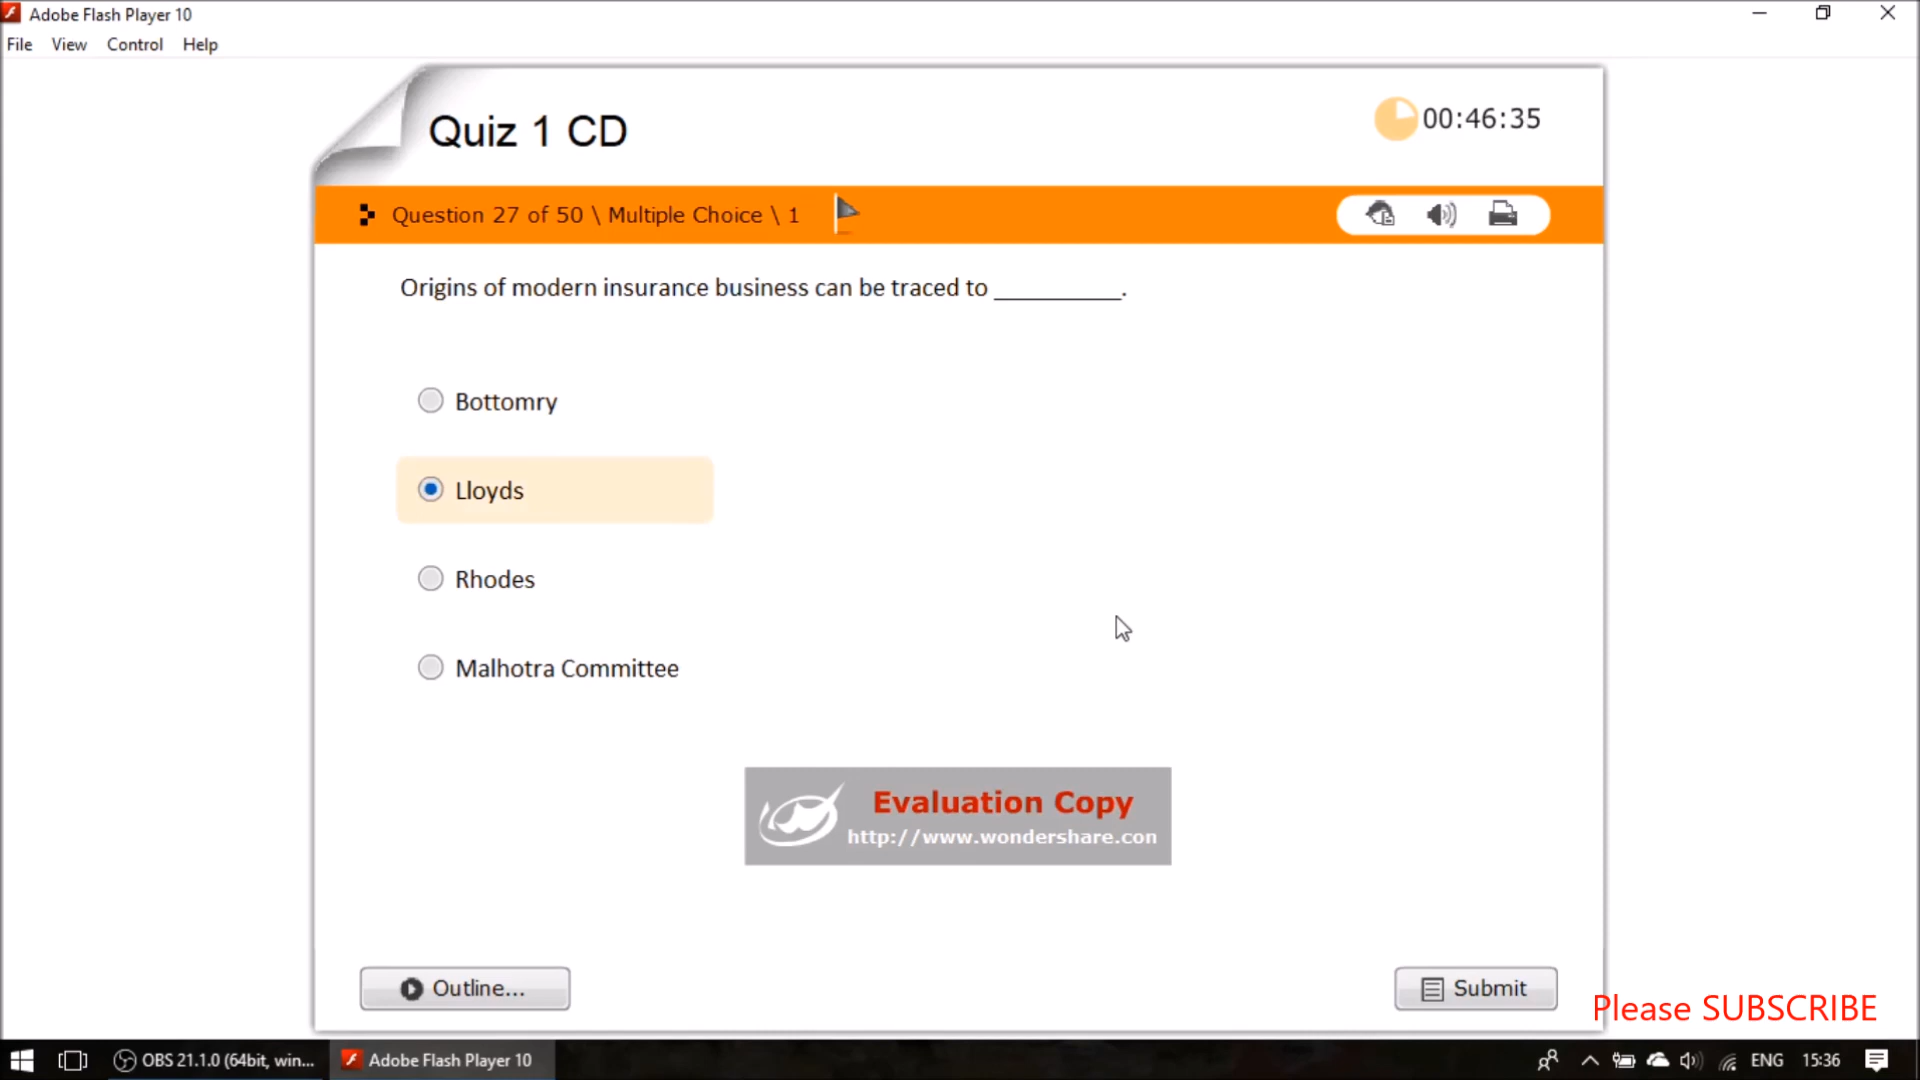 Adobe Flash Player 10
File View Control Help
Quiz 1 CD
00:46:35
Question 27 of 50 \ Multiple Choice \ 1
Origins of modern insurance business can be traced to __________.
Bottomry
Lloyds
Rhodes
Malhotra Committee
Evaluation Copy
http://www.wondershare.con
Outline...
Submit
Please SUBSCRIBE
OBS 21.1.0 (64bit, win...
Adobe Flash Player 10
ENG
15:36